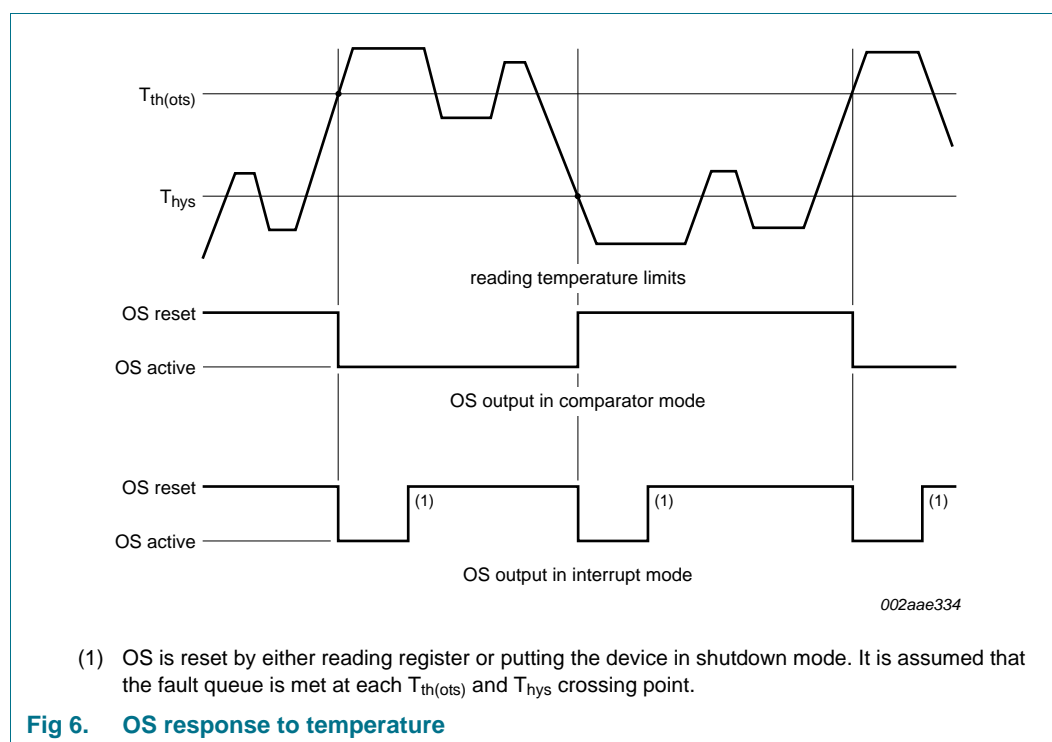 Tth(ots)
Thys
reading temperature limits
OS reset
OS active
OS output in comparator mode
OS reset
(1) (1) (1)
OS active
OS output in interrupt mode
002aae334
(1) OS is reset by either reading register or putting the device in shutdown mode. It is assumed that
the fault queue is met at each Tth(ots) and Thys crossing point.
Fig 6. OS response to temperature